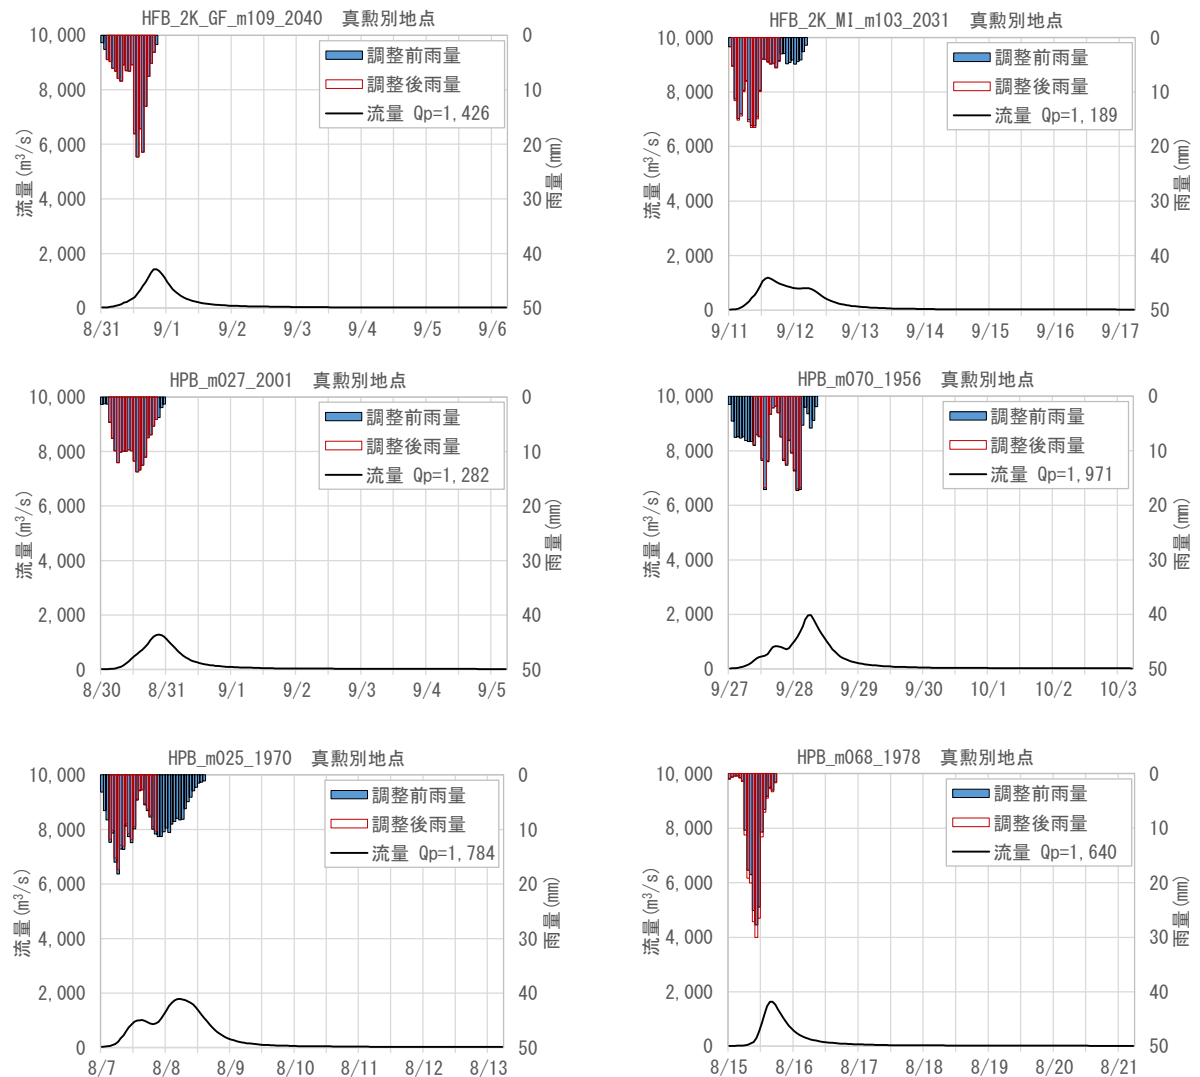 HFB_2K_GF_m109_2040 真勲別地点
10,000
8,000
6,000
4,000
2,000
0
流量(m³/s)
0
10
20
30
40
50
雨量(mm)
調整前雨量
調整後雨量
流量 Qp=1,426
8/31 9/1 9/2 9/3 9/4 9/5 9/6
HFB_2K_MI_m103_2031 真勲別地点
10,000
8,000
6,000
4,000
2,000
0
流量(m³/s)
0
10
20
30
40
50
雨量(mm)
調整前雨量
調整後雨量
流量 Qp=1,189
9/11 9/12 9/13 9/14 9/15 9/16 9/17
HPB_m027_2001 真勲別地点
10,000
8,000
6,000
4,000
2,000
0
流量(m³/s)
0
10
20
30
40
50
雨量(mm)
調整前雨量
調整後雨量
流量 Qp=1,282
8/30 8/31 9/1 9/2 9/3 9/4 9/5
HPB_m070_1956 真勲別地点
10,000
8,000
6,000
4,000
2,000
0
流量(m³/s)
0
10
20
30
40
50
雨量(mm)
調整前雨量
調整後雨量
流量 Qp=1,971
9/27 9/28 9/29 9/30 10/1 10/2 10/3
HPB_m025_1970 真勲別地点
10,000
8,000
6,000
4,000
2,000
0
流量(m³/s)
0
10
20
30
40
50
雨量(mm)
調整前雨量
調整後雨量
流量 Qp=1,784
8/7 8/8 8/9 8/10 8/11 8/12 8/13
HPB_m068_1978 真勲別地点
10,000
8,000
6,000
4,000
2,000
0
流量(m³/s)
0
10
20
30
40
50
雨量(mm)
調整前雨量
調整後雨量
流量 Qp=1,640
8/15 8/16 8/17 8/18 8/19 8/20 8/21